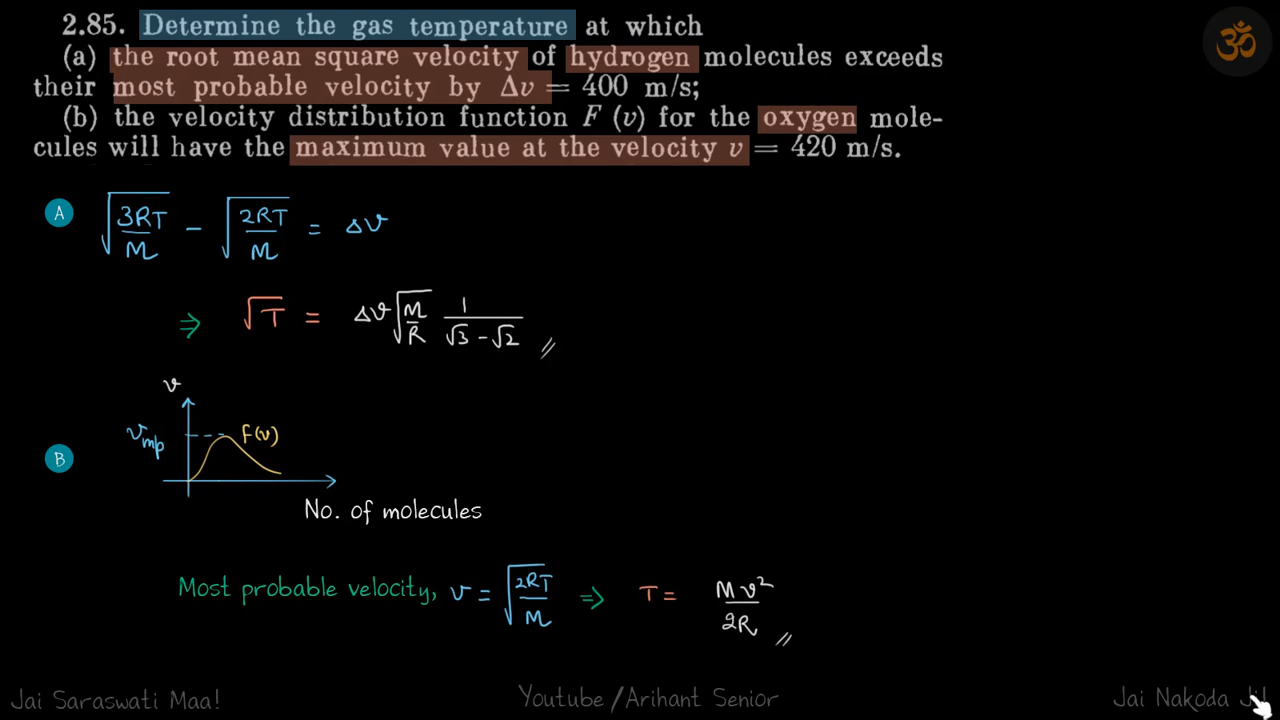 2.85. Determine the gas temperature at which
(a) the root mean square velocity of hydrogen molecules exceeds
their most probable velocity by Δv = 400 m/s;
(b) the velocity distribution function F (v) for the oxygen mole-
cules will have the maximum value at the velocity v = 420 m/s.
A
√(3RT/M) - √(2RT/M) = Δv
⇒ √T = Δv √(M/R) 1/(√3 - √2) //
B
v
v_mp
F(v)
No. of molecules
Most probable velocity, v = √(2RT/M) ⇒ T = Mv²/2R //
Jai Saraswati Maa!
Youtube /Arihant Senior
Jai Nakoda Ji!
ॐ